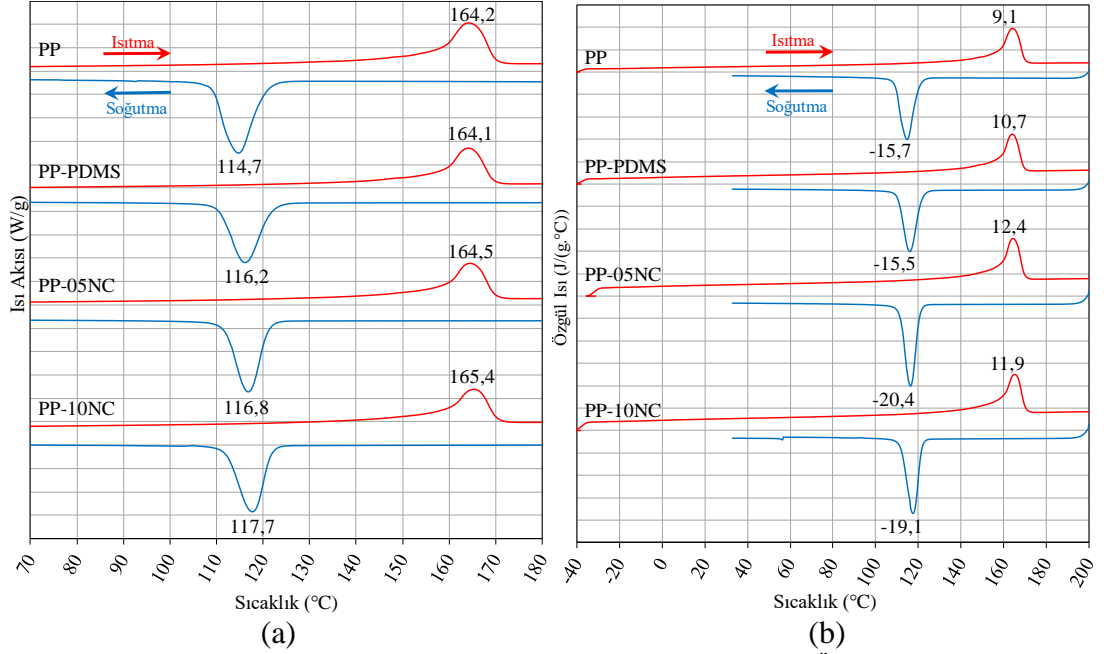 Isı Akısı (W/g)
PP
Isıtma
Soğutma
164,2
114,7
PP-PDMS
164,1
116,2
PP-05NC
164,5
116,8
PP-10NC
165,4
117,7
70 80 90 100 110 120 130 140 150 160 170 180
Sıcaklık (°C)
(a)
Özgül Isı (J/(g.°C))
PP
Isıtma
Soğutma
9,1
-15,7
PP-PDMS
10,7
-15,5
PP-05NC
12,4
-20,4
PP-10NC
11,9
-19,1
-40 -20 0 20 40 60 80 100 120 140 160 180 200
Sıcaklık (°C)
(b)